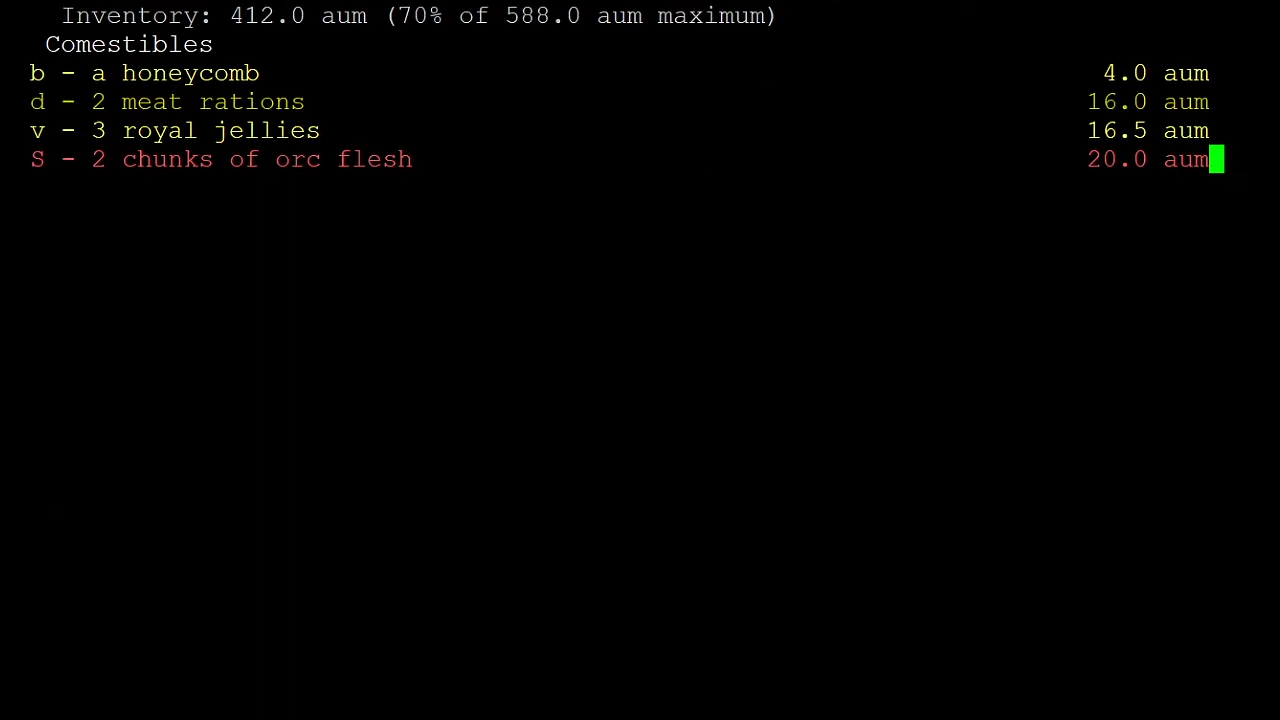 Inventory: 412.0 aum (70% of 588.0 aum maximum)
Comestibles
b - a honeycomb 4.0 aum
d - 2 meat rations 16.0 aum
v - 3 royal jellies 16.5 aum
S - 2 chunks of orc flesh 20.0 aum